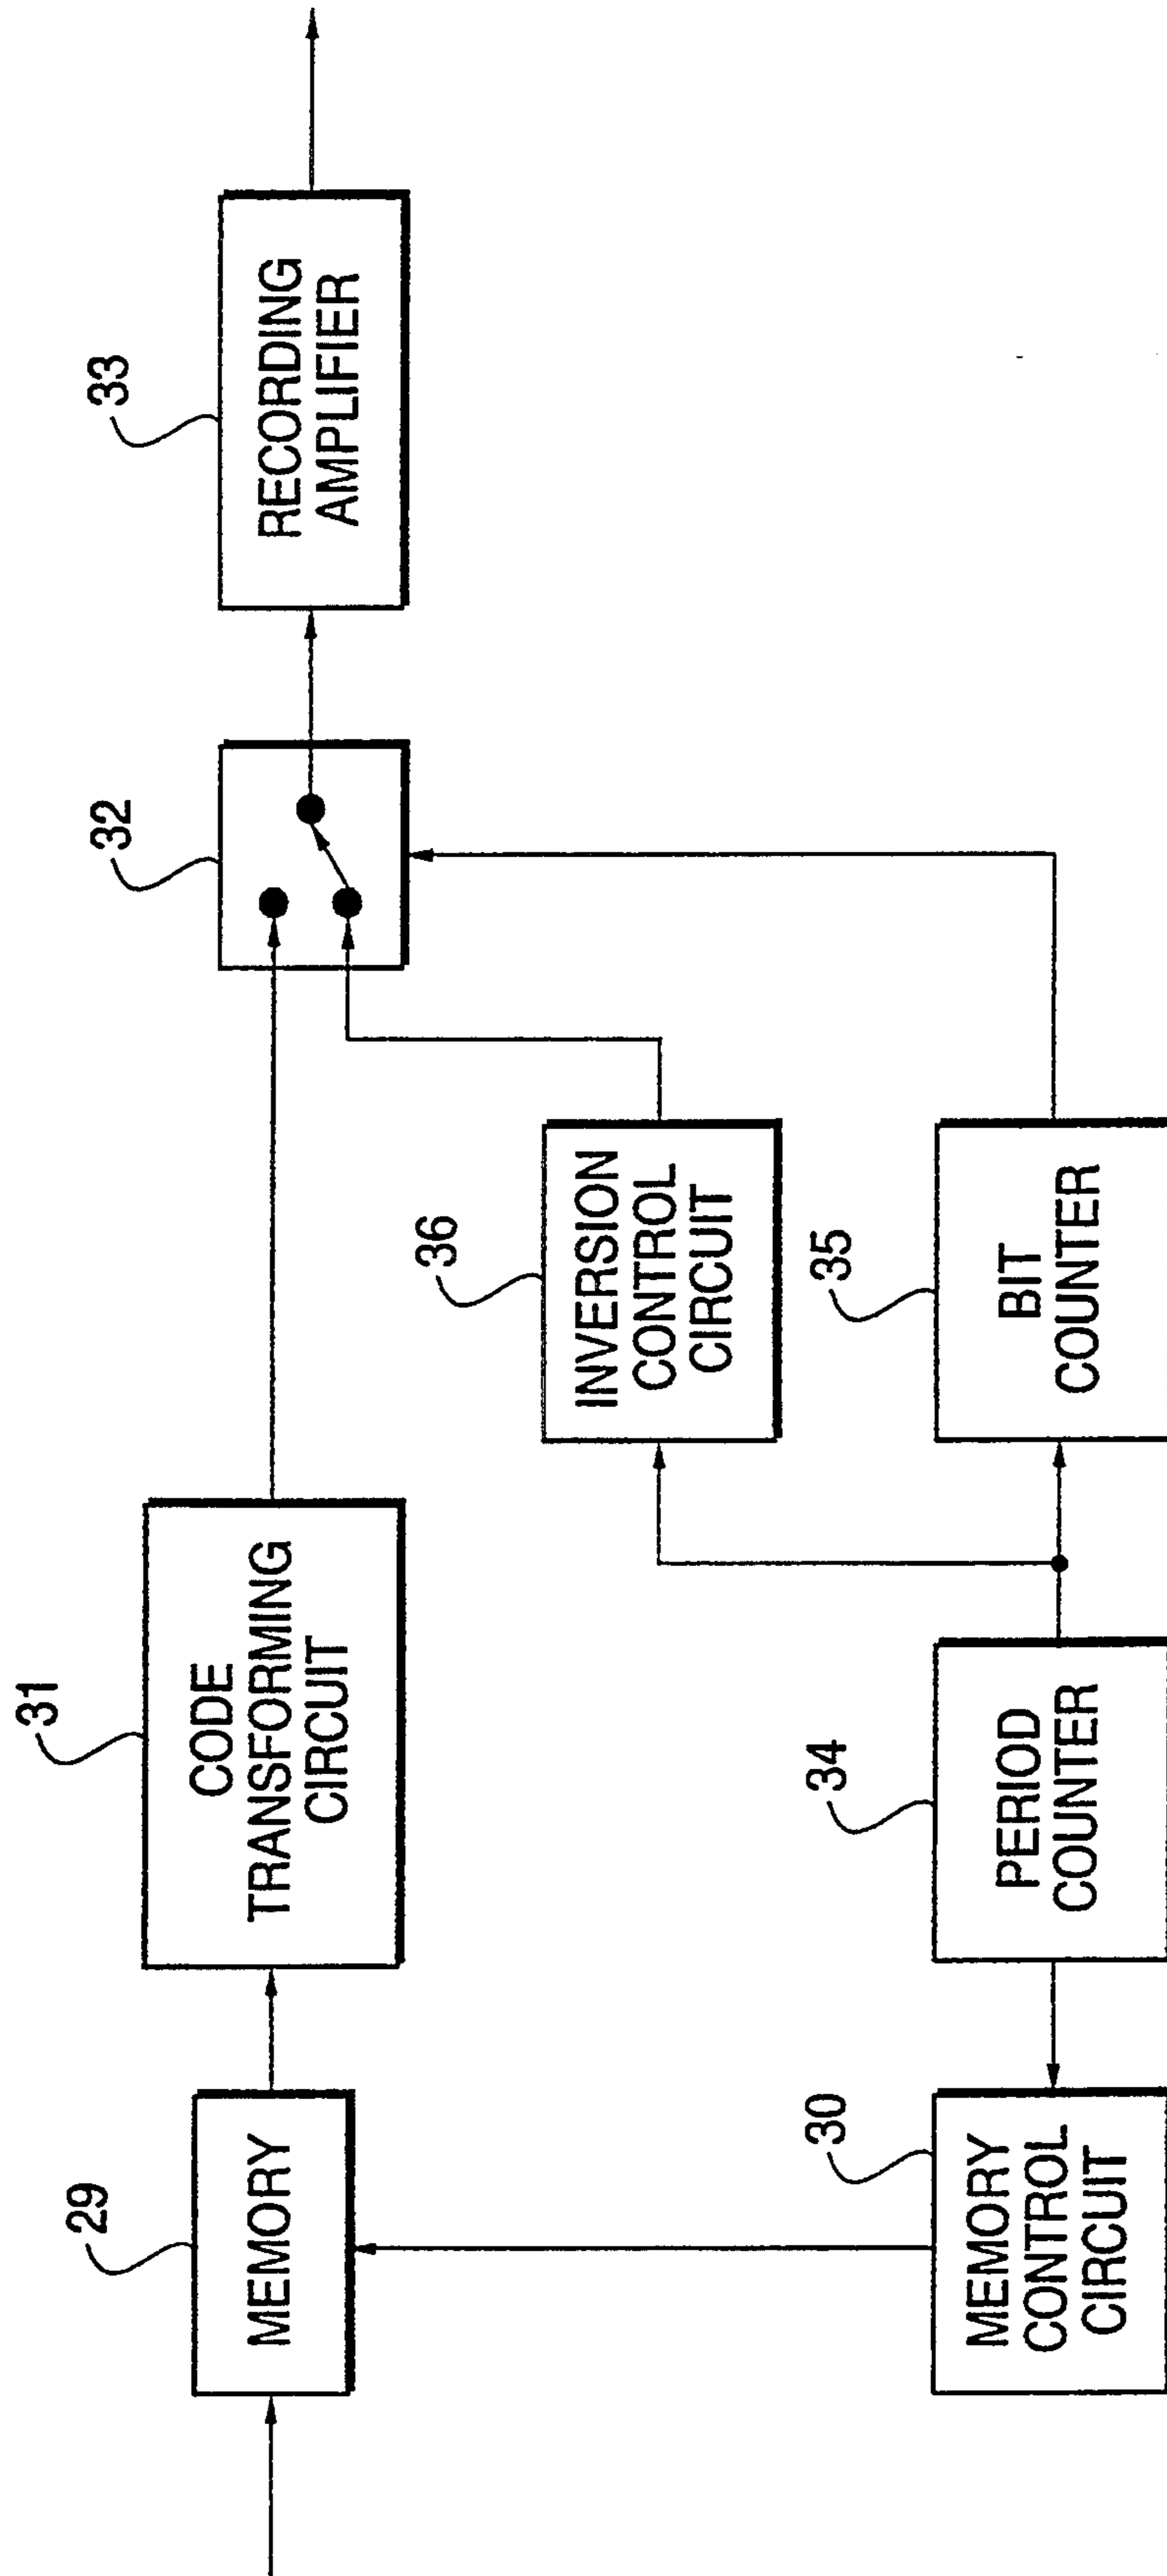 29
MEMORY
31
CODE
TRANSFORMING
CIRCUIT
32
33
RECORDING
AMPLIFIER
36
INVERSION
CONTROL
CIRCUIT
30
MEMORY
CONTROL
CIRCUIT
34
PERIOD
COUNTER
35
BIT
COUNTER